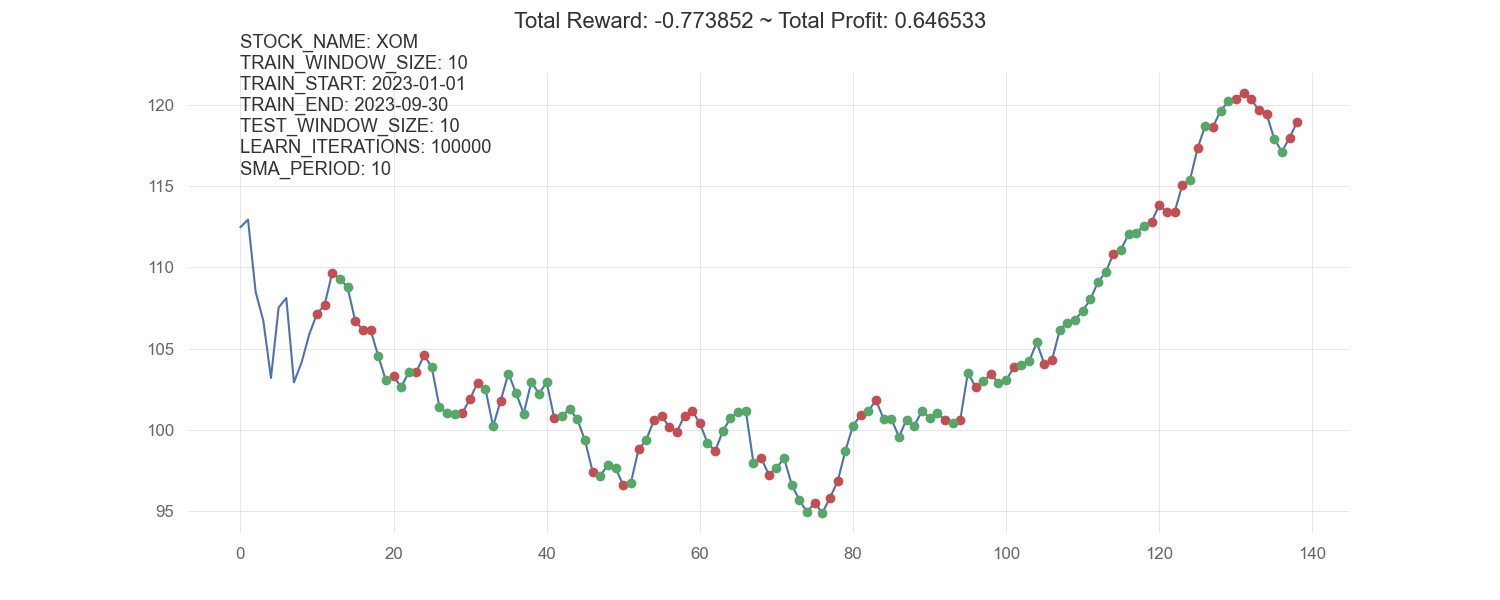 Total Reward: -0.773852 ~ Total Profit: 0.646533
STOCK_NAME: XOM
TRAIN_WINDOW_SIZE: 10
TRAIN_START: 2023-01-01
TRAIN_END: 2023-09-30
TEST_WINDOW_SIZE: 10
LEARN_ITERATIONS: 100000
SMA_PERIOD: 10
120
115
110
105
100
95
0 20 40 60 80 100 120 140